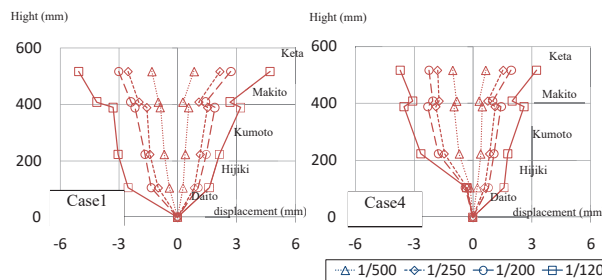 Hight (mm)
600
400
200
0
-6 -3 0 3 6
Keta
Makito
Kumoto
Hijiki
Daito
displacement (mm)
Case1
Hight (mm)
600
400
200
0
-6 -3 0 3 6
Keta
Makito
Kumoto
Hijiki
Daito
displacement (mm)
Case4
1/500 1/250 1/200 1/120